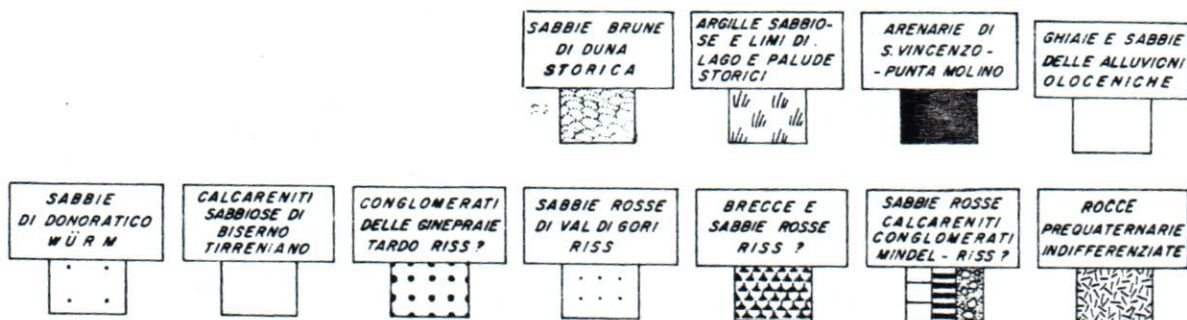 SABBIE BRUNE
DI DUNA
STORICA
ARGILLE SABBIO-
SE E LIMI DI.
LAGO E PALUDE
STORICI
ARENARIE DI
S. VINCENZO -
- PUNTA MOLINO
GHIAIE E SABBIE
DELLE ALLUVIONI
OLOCENICHE
SABBIE
DI DONORATICO
WÜRM
CALCARENITI
SABBIOSE DI
BISERNO
TIRRENIANO
CONGLOMERATI
DELLE GINEPRAIE
TARDO RISS ?
SABBIE ROSSE
DI VAL DI GORI
RISS
BRECCE E
SABBIE ROSSE
RISS ?
SABBIE ROSSE
CALCARENITI
CONGLOMERATI
MINDEL - RISS ?
ROCCE
PREQUATERNARIE
INDIFFERENZIATE